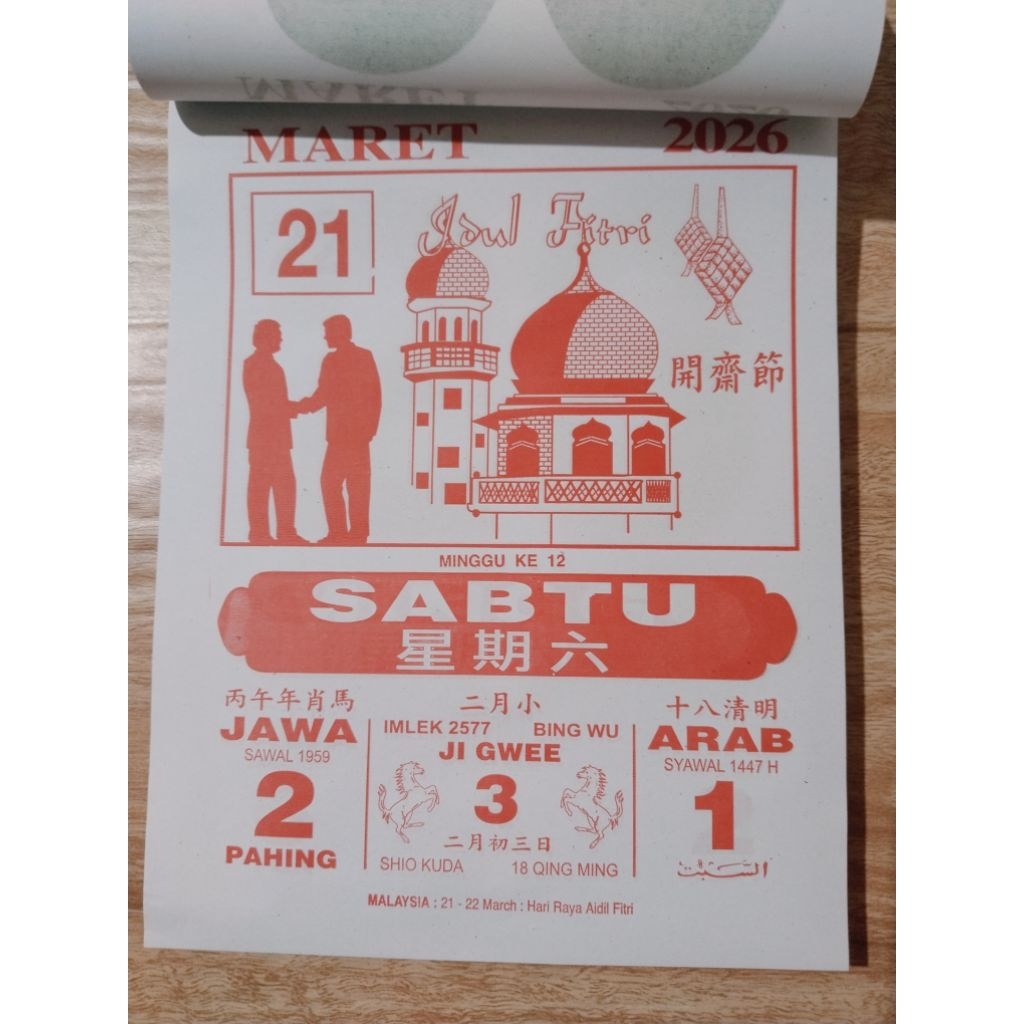 MARET 2026
21
Idul Fitri
開齋節
MINGGU KE 12
SABTU
星期六
丙午年肖馬
JAWA
SAWAL 1959
2
PAHING
二月小
IMLEK 2577 BING WU
JI GWEE
3
二月初三日
SHIO KUDA 18 QING MING
十八清明
ARAB
SYAWAL 1447 H
1
السَّبْت
MALAYSIA : 21 - 22 March : Hari Raya Aidil Fitri